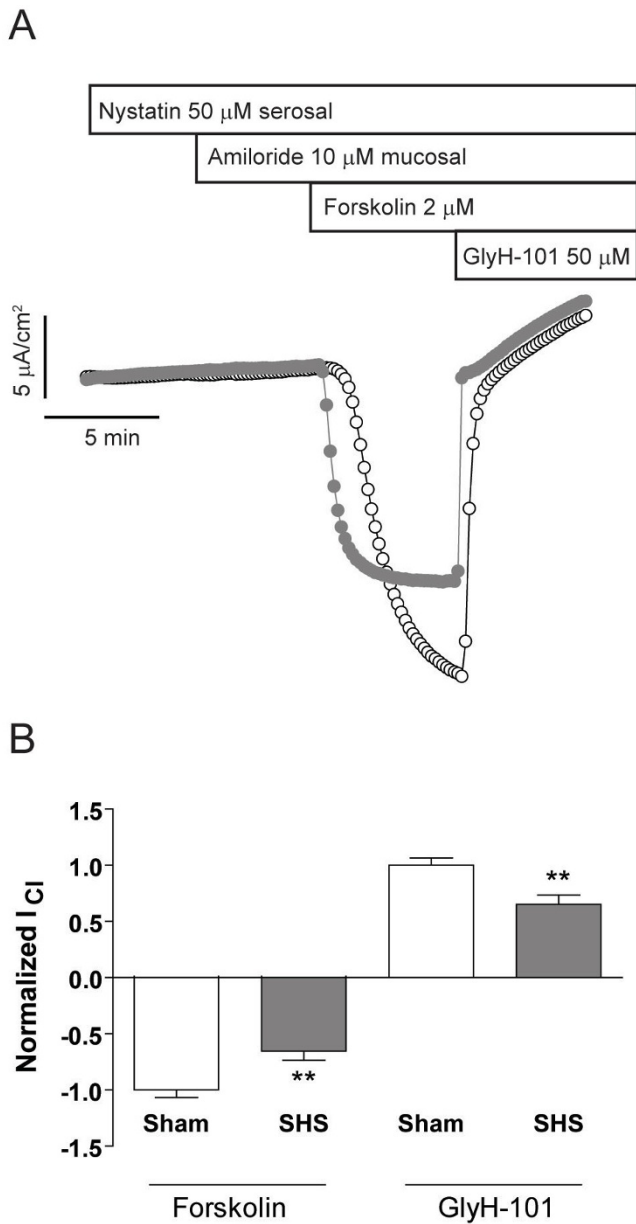 A
Nystatin 50 μM serosal
Amiloride 10 μM mucosal
Forskolin 2 μM
GlyH-101 50 μM
5 μA/cm²
5 min
B
Normalized I_Cl
1.5
1.0
0.5
0.0
-0.5
-1.0
-1.5
**
**
Sham SHS Sham SHS
Forskolin GlyH-101